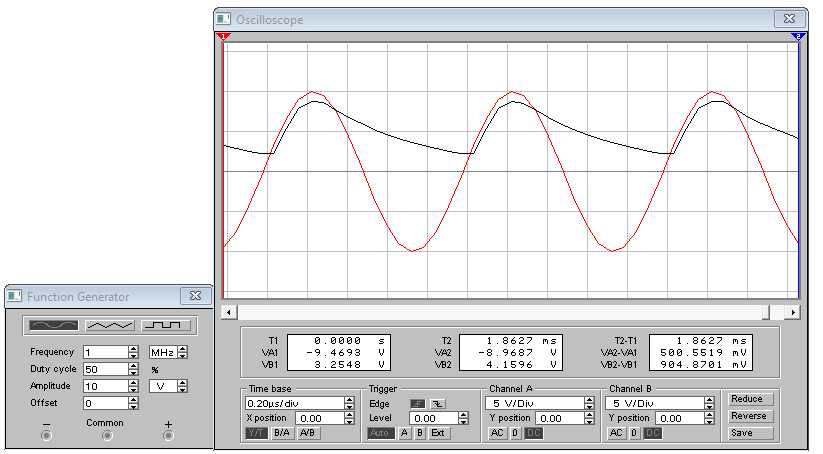 Oscilloscope
1
2
Function Generator
Frequency 1 MHz
Duty cycle 50 %
Amplitude 10 V
Offset 0
− Common +
T1 0.0000 s
VA1 -9.4693 V
VB1 3.2548 V
T2 1.8627 ms
VA2 -8.9687 V
VB2 4.1596 V
T2-T1 1.8627 ms
VA2-VA1 500.5519 mV
VB2-VB1 904.8701 mV
Time base
0.20µs/div
X position 0.00
Y/T B/A A/B
Trigger
Edge
Level 0.00
Auto A B Ext
Channel A
5 V/Div
Y position 0.00
AC 0 DC
Channel B
5 V/Div
Y position 0.00
AC 0 DC
Reduce
Reverse
Save